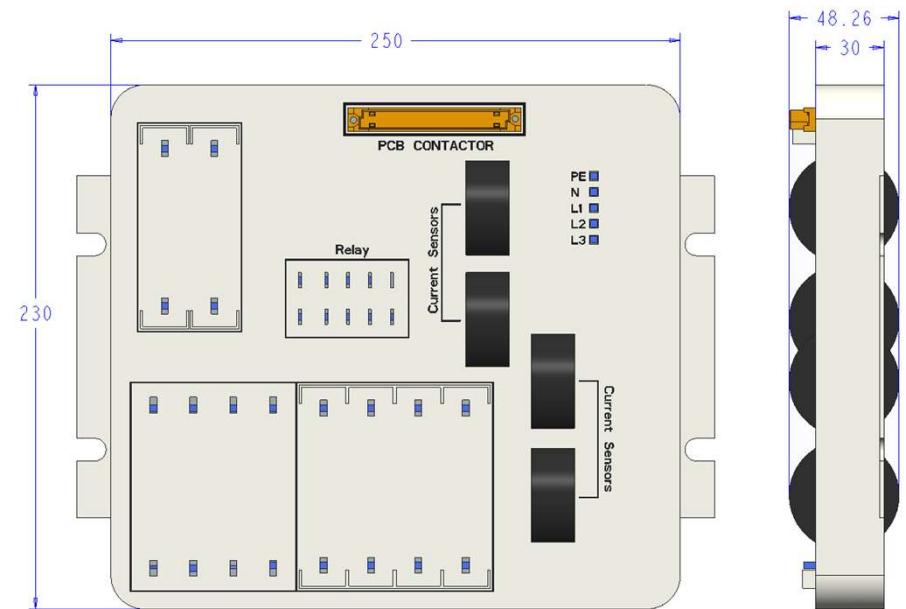 48.26
250
30
PCB CONTACTOR
PE
N
L1
L2
L3
Current Sensors
Relay
230
Current Sensors